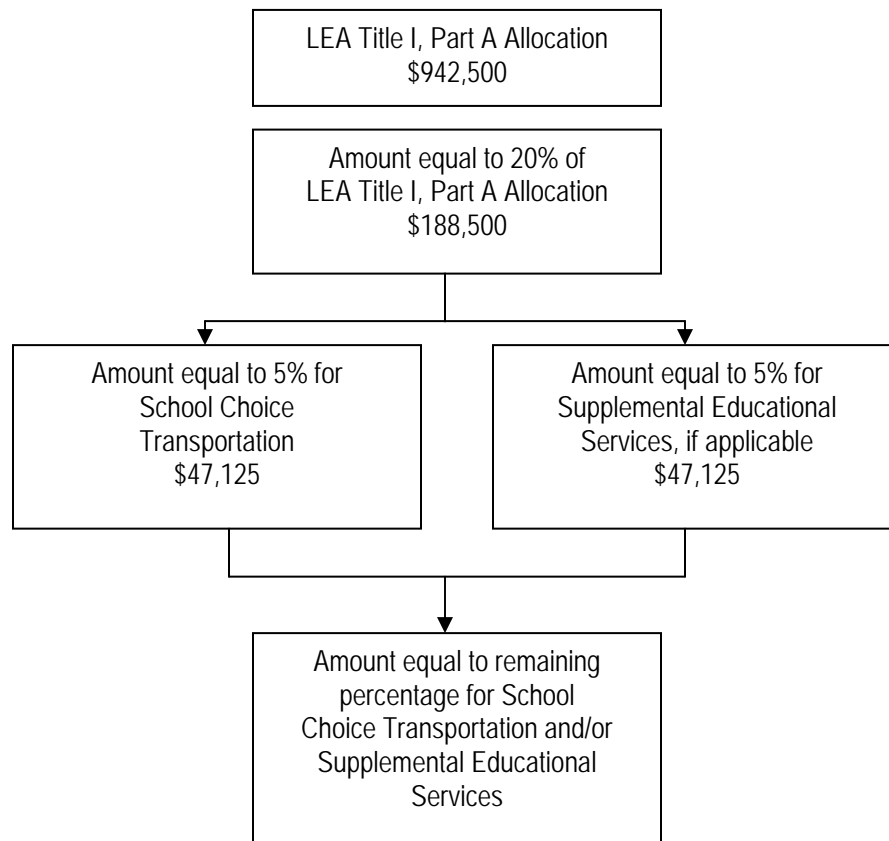 LEA Title I, Part A Allocation
$942,500
Amount equal to 20% of
LEA Title I, Part A Allocation
$188,500
Amount equal to 5% for
School Choice
Transportation
$47,125
Amount equal to 5% for
Supplemental Educational
Services, if applicable
$47,125
Amount equal to remaining
percentage for School
Choice Transportation and/or
Supplemental Educational
Services